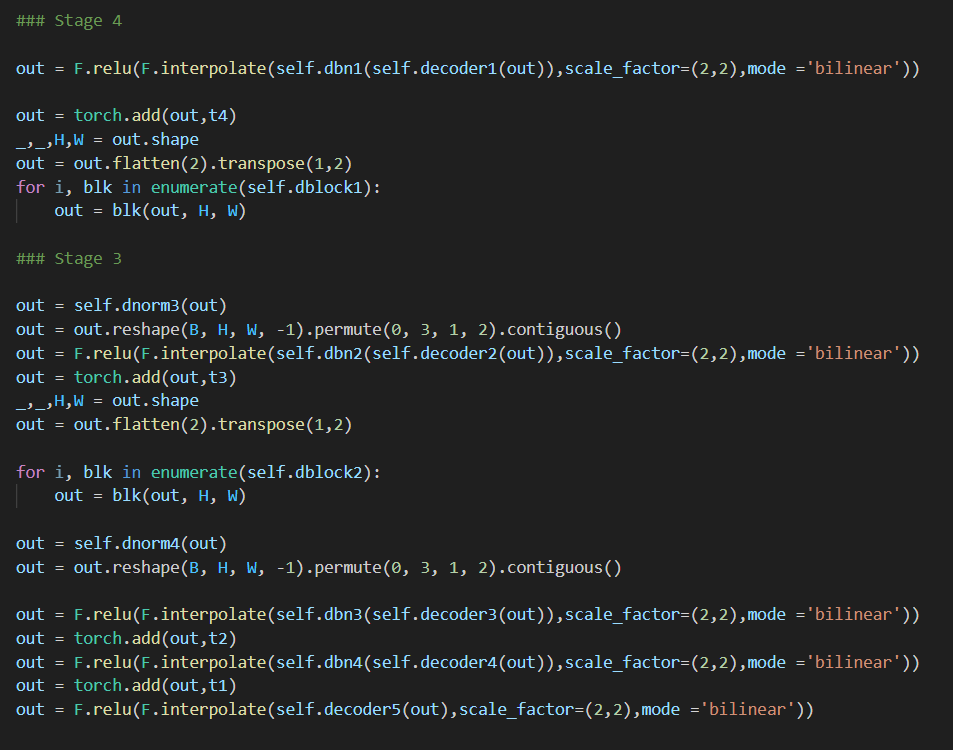 ### Stage 4
out = F.relu(F.interpolate(self.dbn1(self.decoder1(out)),scale_factor=(2,2),mode ='bilinear'))
out = torch.add(out,t4)
_,_,H,W = out.shape
out = out.flatten(2).transpose(1,2)
for i, blk in enumerate(self.dblock1):
    out = blk(out, H, W)
### Stage 3
out = self.dnorm3(out)
out = out.reshape(B, H, W, -1).permute(0, 3, 1, 2).contiguous()
out = F.relu(F.interpolate(self.dbn2(self.decoder2(out)),scale_factor=(2,2),mode ='bilinear'))
out = torch.add(out,t3)
_,_,H,W = out.shape
out = out.flatten(2).transpose(1,2)
for i, blk in enumerate(self.dblock2):
    out = blk(out, H, W)
out = self.dnorm4(out)
out = out.reshape(B, H, W, -1).permute(0, 3, 1, 2).contiguous()
out = F.relu(F.interpolate(self.dbn3(self.decoder3(out)),scale_factor=(2,2),mode ='bilinear'))
out = torch.add(out,t2)
out = F.relu(F.interpolate(self.dbn4(self.decoder4(out)),scale_factor=(2,2),mode ='bilinear'))
out = torch.add(out,t1)
out = F.relu(F.interpolate(self.decoder5(out),scale_factor=(2,2),mode ='bilinear'))